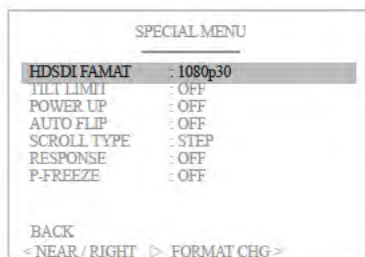 SPECIAL MENU
HDSDI FAMAT : 1080p30
TILT LIMIT : OFF
POWER UP : OFF
AUTO FLIP : OFF
SCROLL TYPE : STEP
RESPONSE : OFF
P-FREEZE : OFF
BACK
< NEAR / RIGHT ▷ FORMAT CHG >